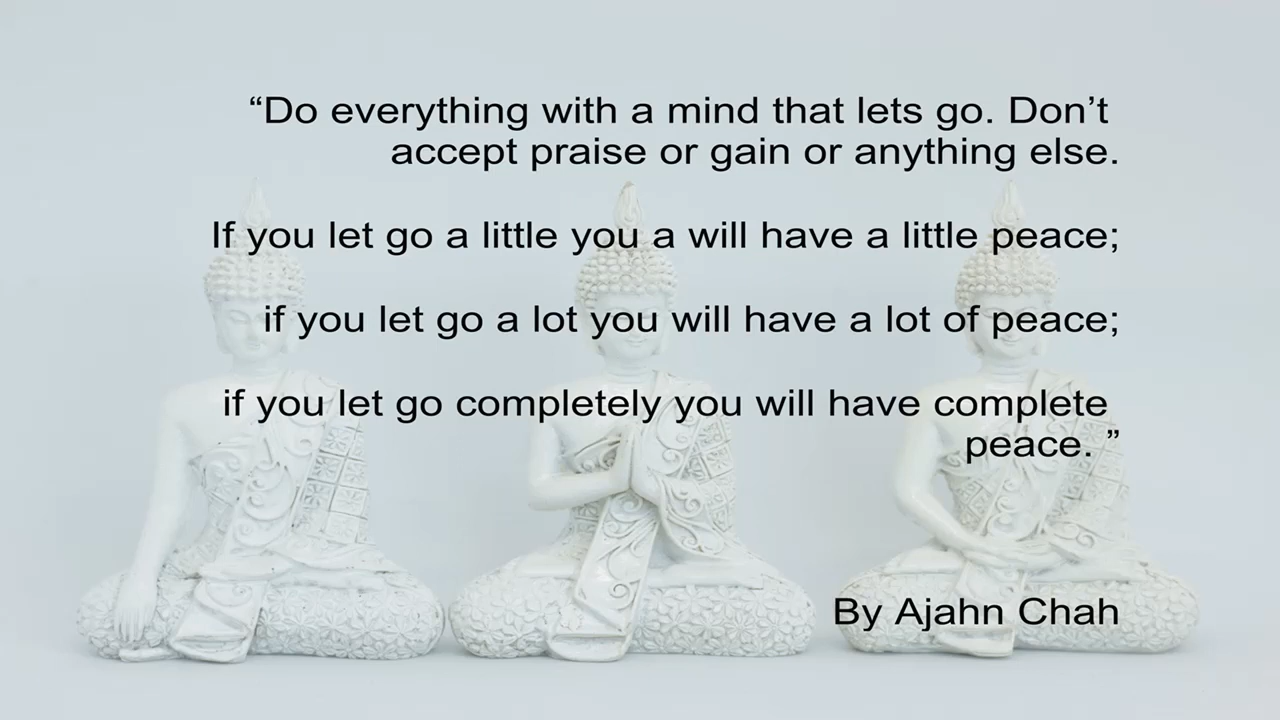 “Do everything with a mind that lets go. Don’t
accept praise or gain or anything else.
If you let go a little you a will have a little peace;
if you let go a lot you will have a lot of peace;
if you let go completely you will have complete
peace. ”
By Ajahn Chah